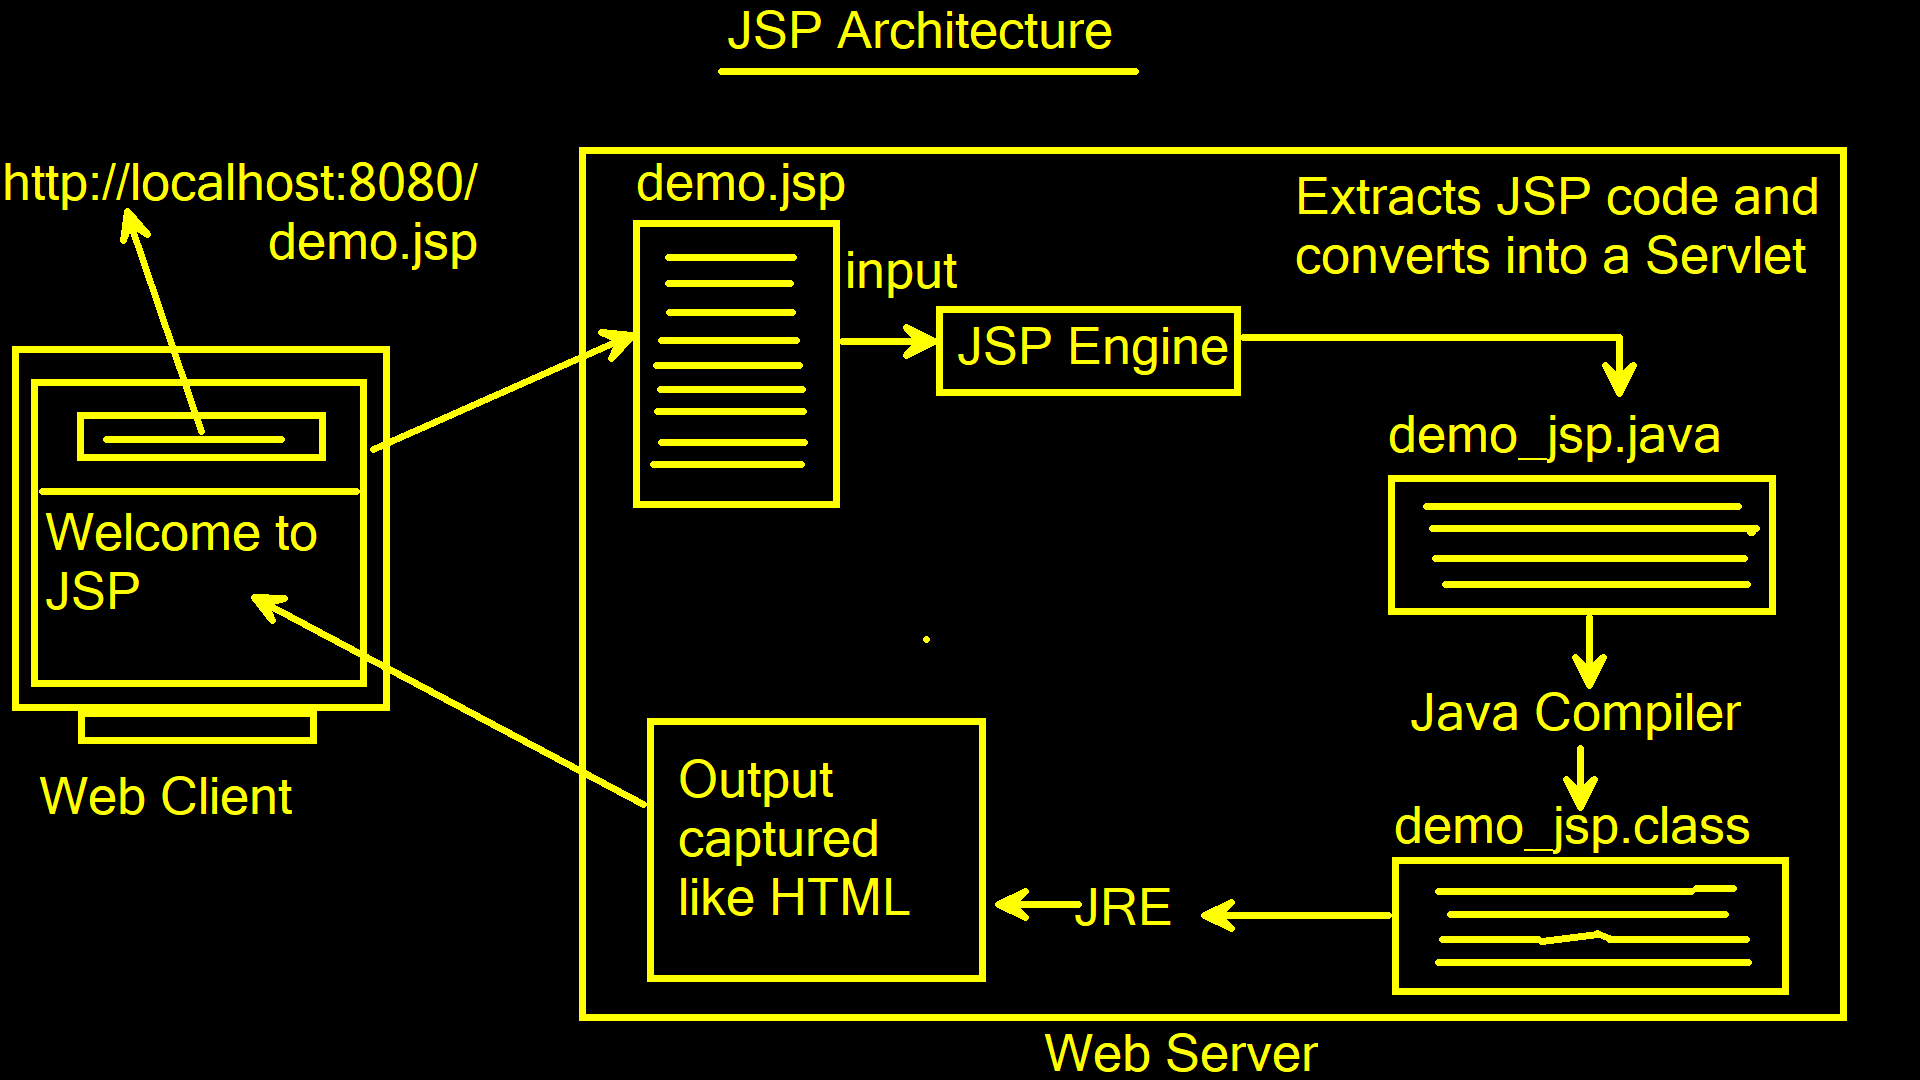 JSP Architecture
http://localhost:8080/
demo.jsp
demo.jsp
Extracts JSP code and
converts into a Servlet
input
JSP Engine
demo_jsp.java
Welcome to
JSP
Java Compiler
Web Client
Output
captured
like HTML
demo_jsp.class
JRE
Web Server